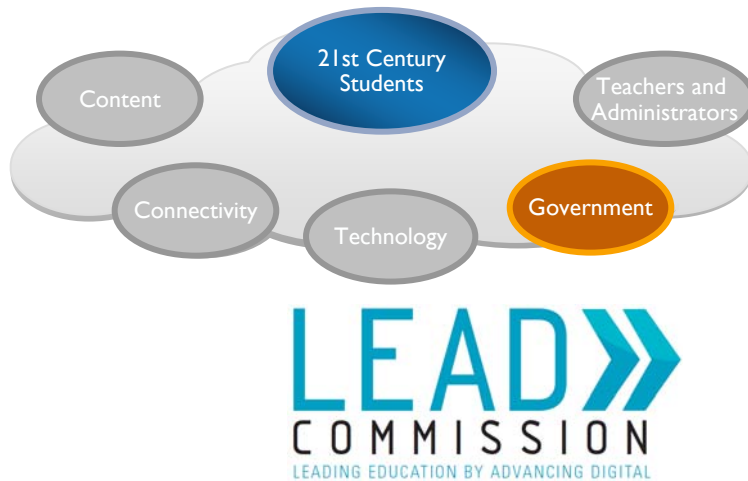 21st Century
Students
Content
Teachers and
Administrators
Connectivity
Technology
Government
LEAD
COMMISSION
LEADING EDUCATION BY ADVANCING DIGITAL